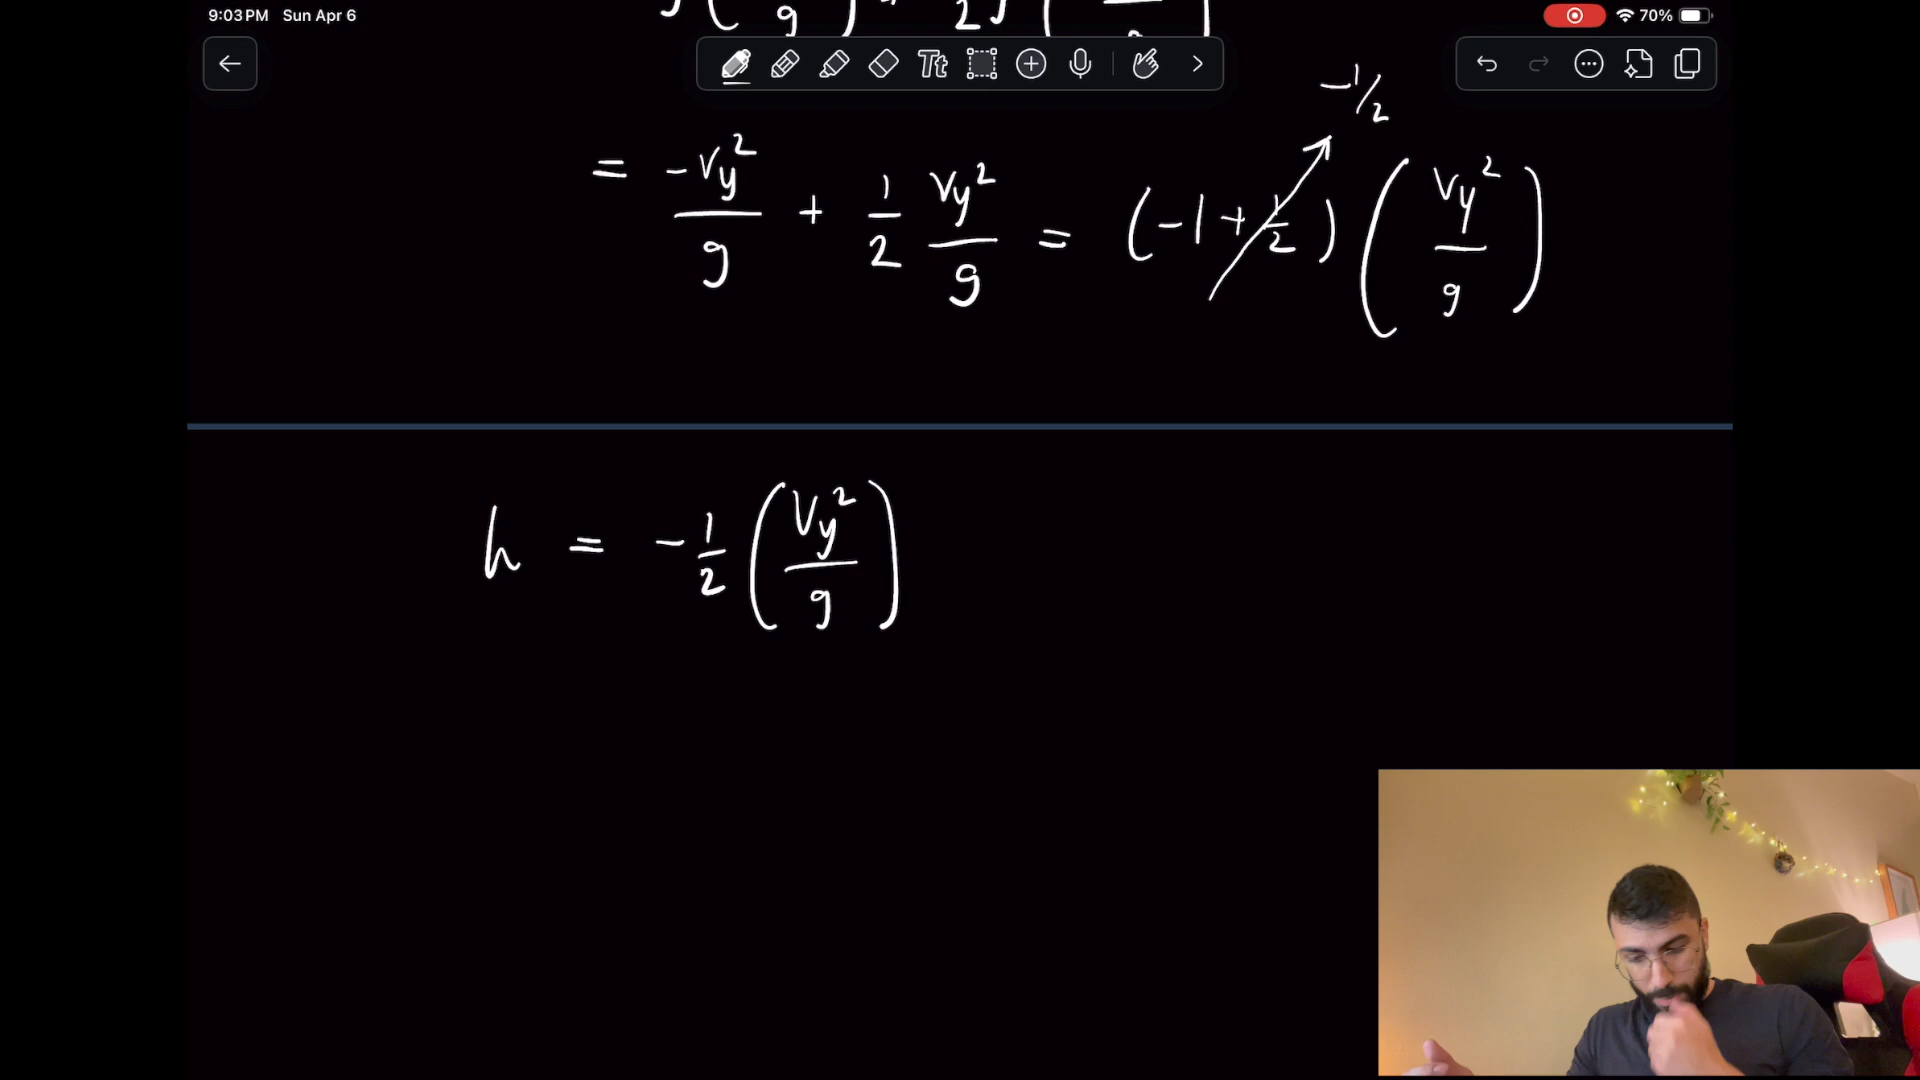 9:03 PM Sun Apr 6
70%
Tt
-1/2
= -Vy²/g + 1/2 Vy²/g = (-1 + 1/2) (Vy²/g)
h = -1/2 (Vy²/g)